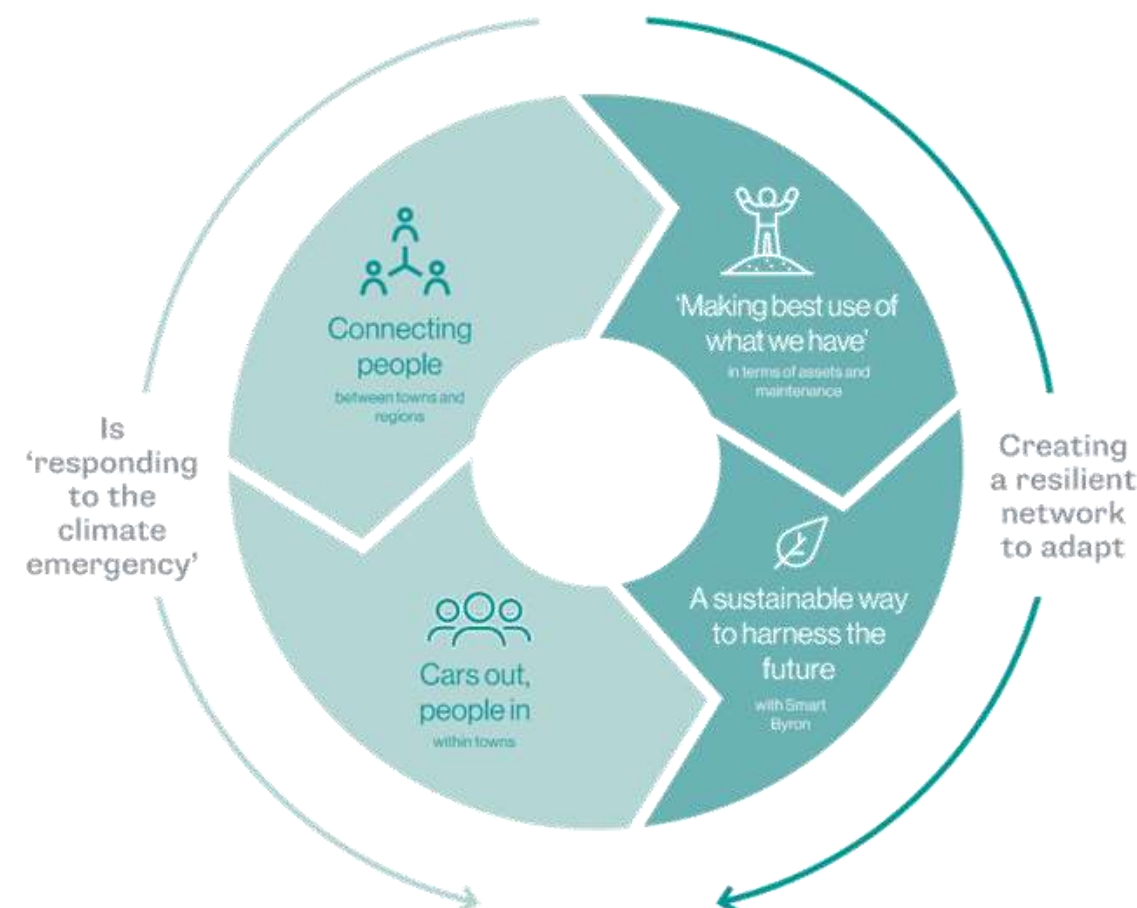 Connecting
people
between towns and
regions
'Making best use of
what we have'
in terms of assets and
maintenance
Is
'responding
to the
climate
emergency'
Creating
a resilient
network
to adapt
Cars out,
people in
within towns
A sustainable way
to harness the
future
with Smart
Byron